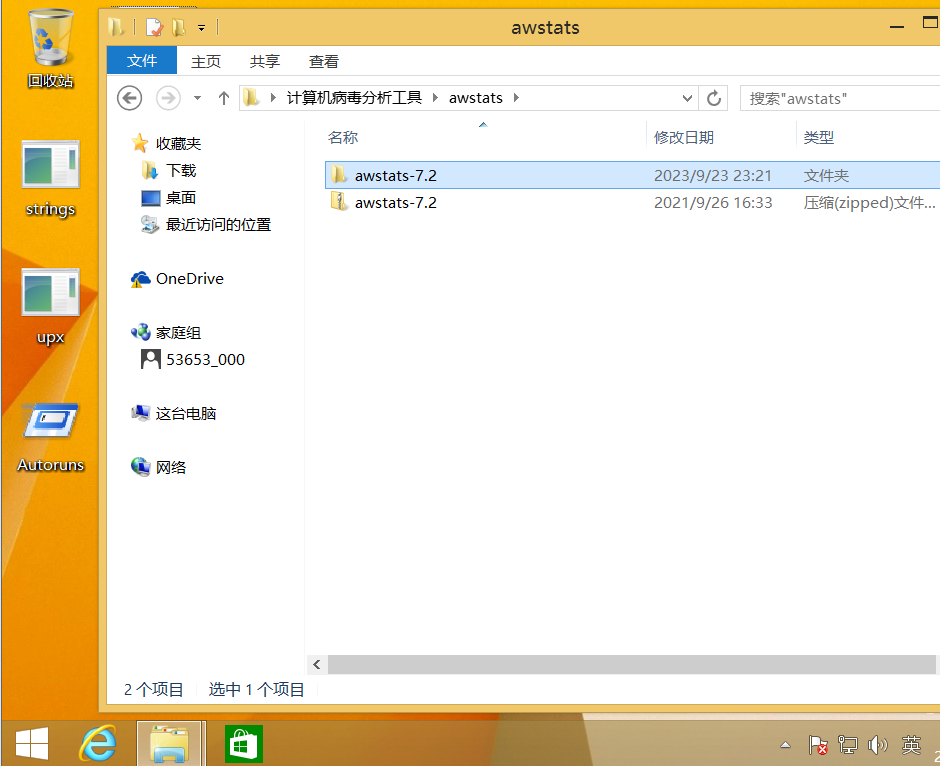 回收站
strings
upx
Autoruns
awstats
文件 主页 共享 查看
计算机病毒分析工具 awstats
搜索"awstats"
收藏夹
下载
桌面
最近访问的位置
OneDrive
家庭组
53653_000
这台电脑
网络
名称 修改日期 类型
awstats-7.2 2023/9/23 23:21 文件夹
awstats-7.2 2021/9/26 16:33 压缩(zipped)文件...
2 个项目 选中 1 个项目
英